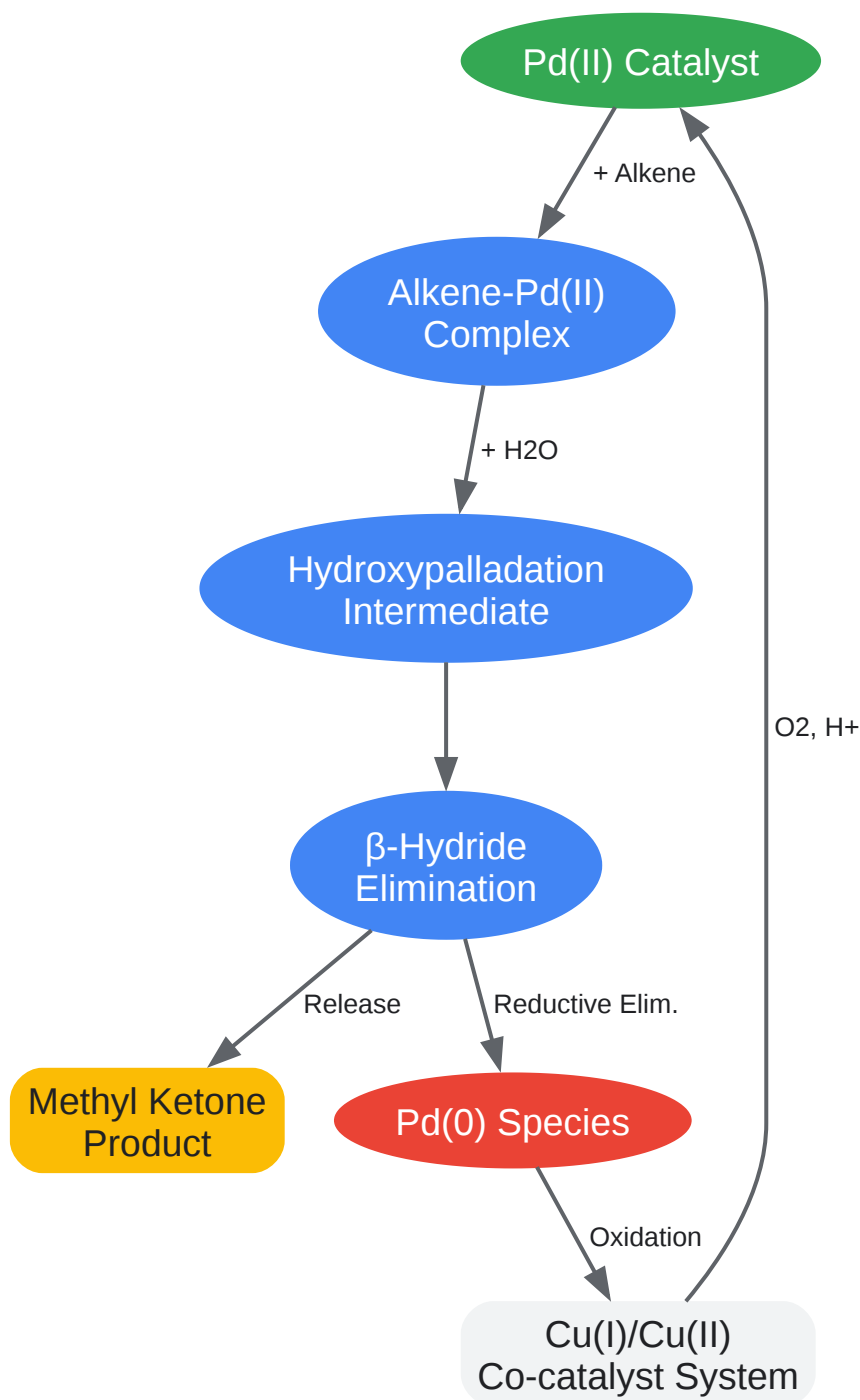 Pd(II) Catalyst
+ Alkene
Alkene-Pd(II)
Complex
+ H2O
Hydroxypalladation
Intermediate
O2, H+
β-Hydride
Elimination
Release
Reductive Elim.
Methyl Ketone
Product
Pd(0) Species
Oxidation
Cu(I)/Cu(II)
Co-catalyst System